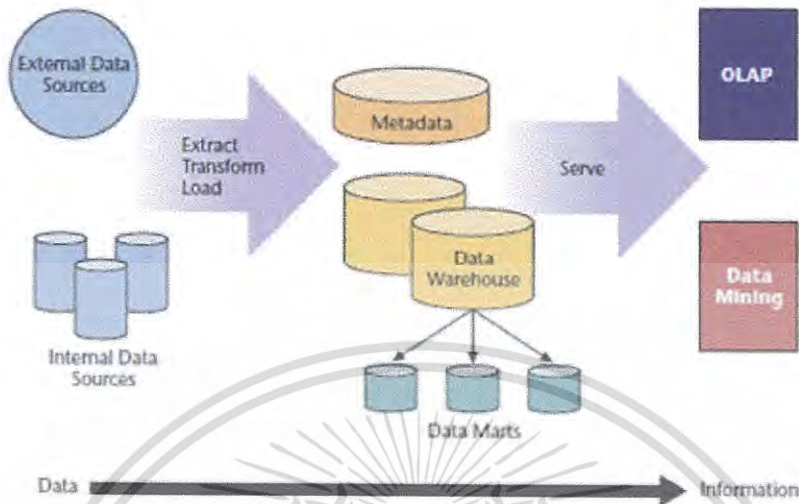 External Data
Sources
Extract
Transform
Load
Internal Data
Sources
Metadata
Data
Warehouse
Data Marts
Serve
OLAP
Data
Mining
Data
Information